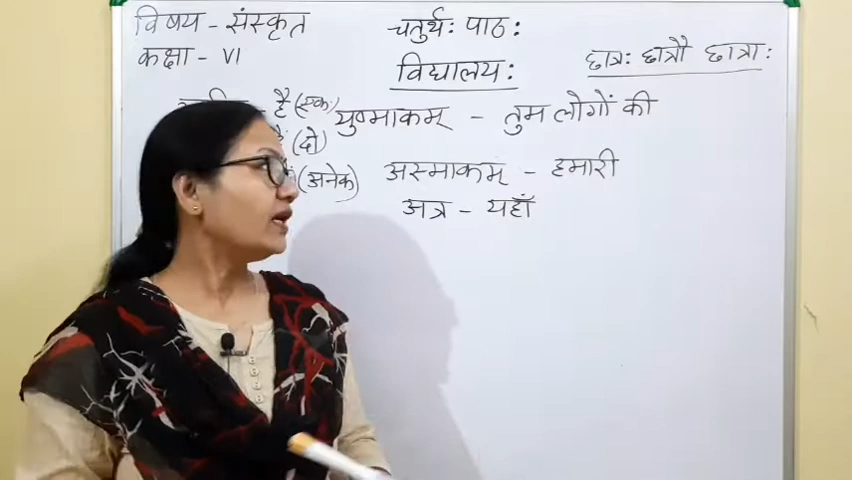 विषय - संस्कृत
चतुर्थः पाठः
कक्षा - VI
विद्यालयः
छात्रः छात्रौ छात्राः
है (एकः)
युष्माकम् - तुम लोगों की
(दो)
(अनेक)
अस्माकम् - हमारी
अत्र - यहाँ